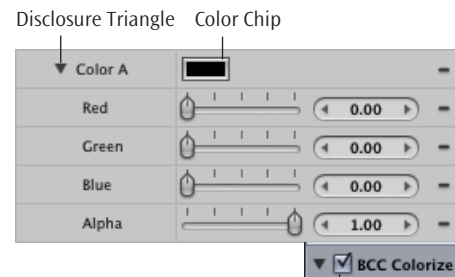 Disclosure Triangle Color Chip
Color A
Red 0.00
Green 0.00
Blue 0.00
Alpha 1.00
BCC Colorize